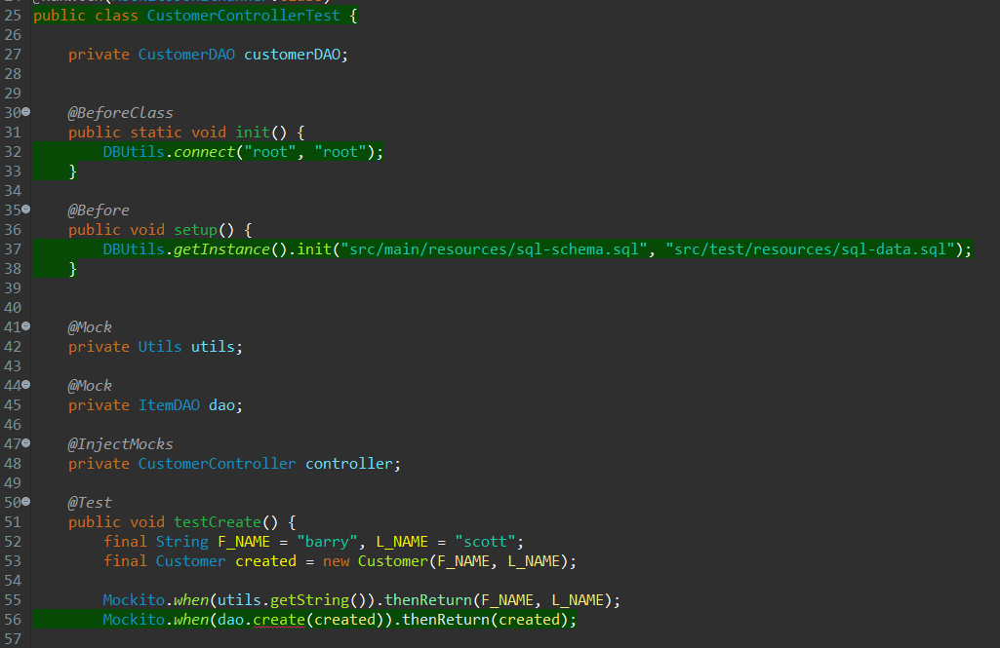 25 public class CustomerControllerTest {
26
27 private CustomerDAO customerDAO;
28
29
30 @BeforeClass
31 public static void init() {
32 DBUtils.connect("root", "root");
33 }
34
35 @Before
36 public void setup() {
37 DBUtils.getInstance().init("src/main/resources/sql-schema.sql", "src/test/resources/sql-data.sql");
38 }
39
40
41 @Mock
42 private Utils utils;
43
44 @Mock
45 private ItemDAO dao;
46
47 @InjectMocks
48 private CustomerController controller;
49
50 @Test
51 public void testCreate() {
52 final String F_NAME = "barry", L_NAME = "scott";
53 final Customer created = new Customer(F_NAME, L_NAME);
54
55 Mockito.when(utils.getString()).thenReturn(F_NAME, L_NAME);
56 Mockito.when(dao.create(created)).thenReturn(created);
57